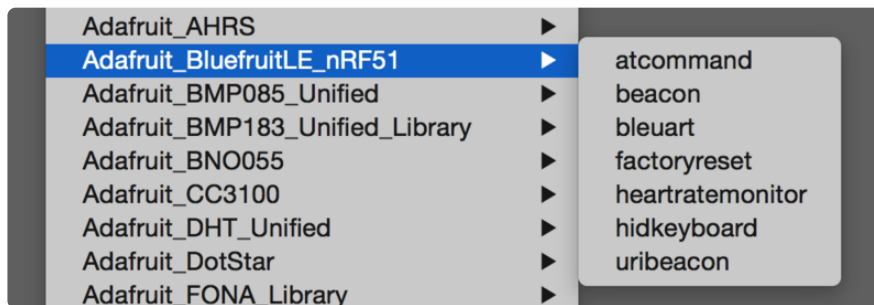 Adafruit_AHRS
Adafruit_BluefruitLE_nRF51
Adafruit_BMP085_Unified
Adafruit_BMP183_Unified_Library
Adafruit_BNO055
Adafruit_CC3100
Adafruit_DHT_Unified
Adafruit_DotStar
Adafruit_FONA_Library
atcommand
beacon
bleuart
factoryreset
heartratemonitor
hidkeyboard
uribeacon